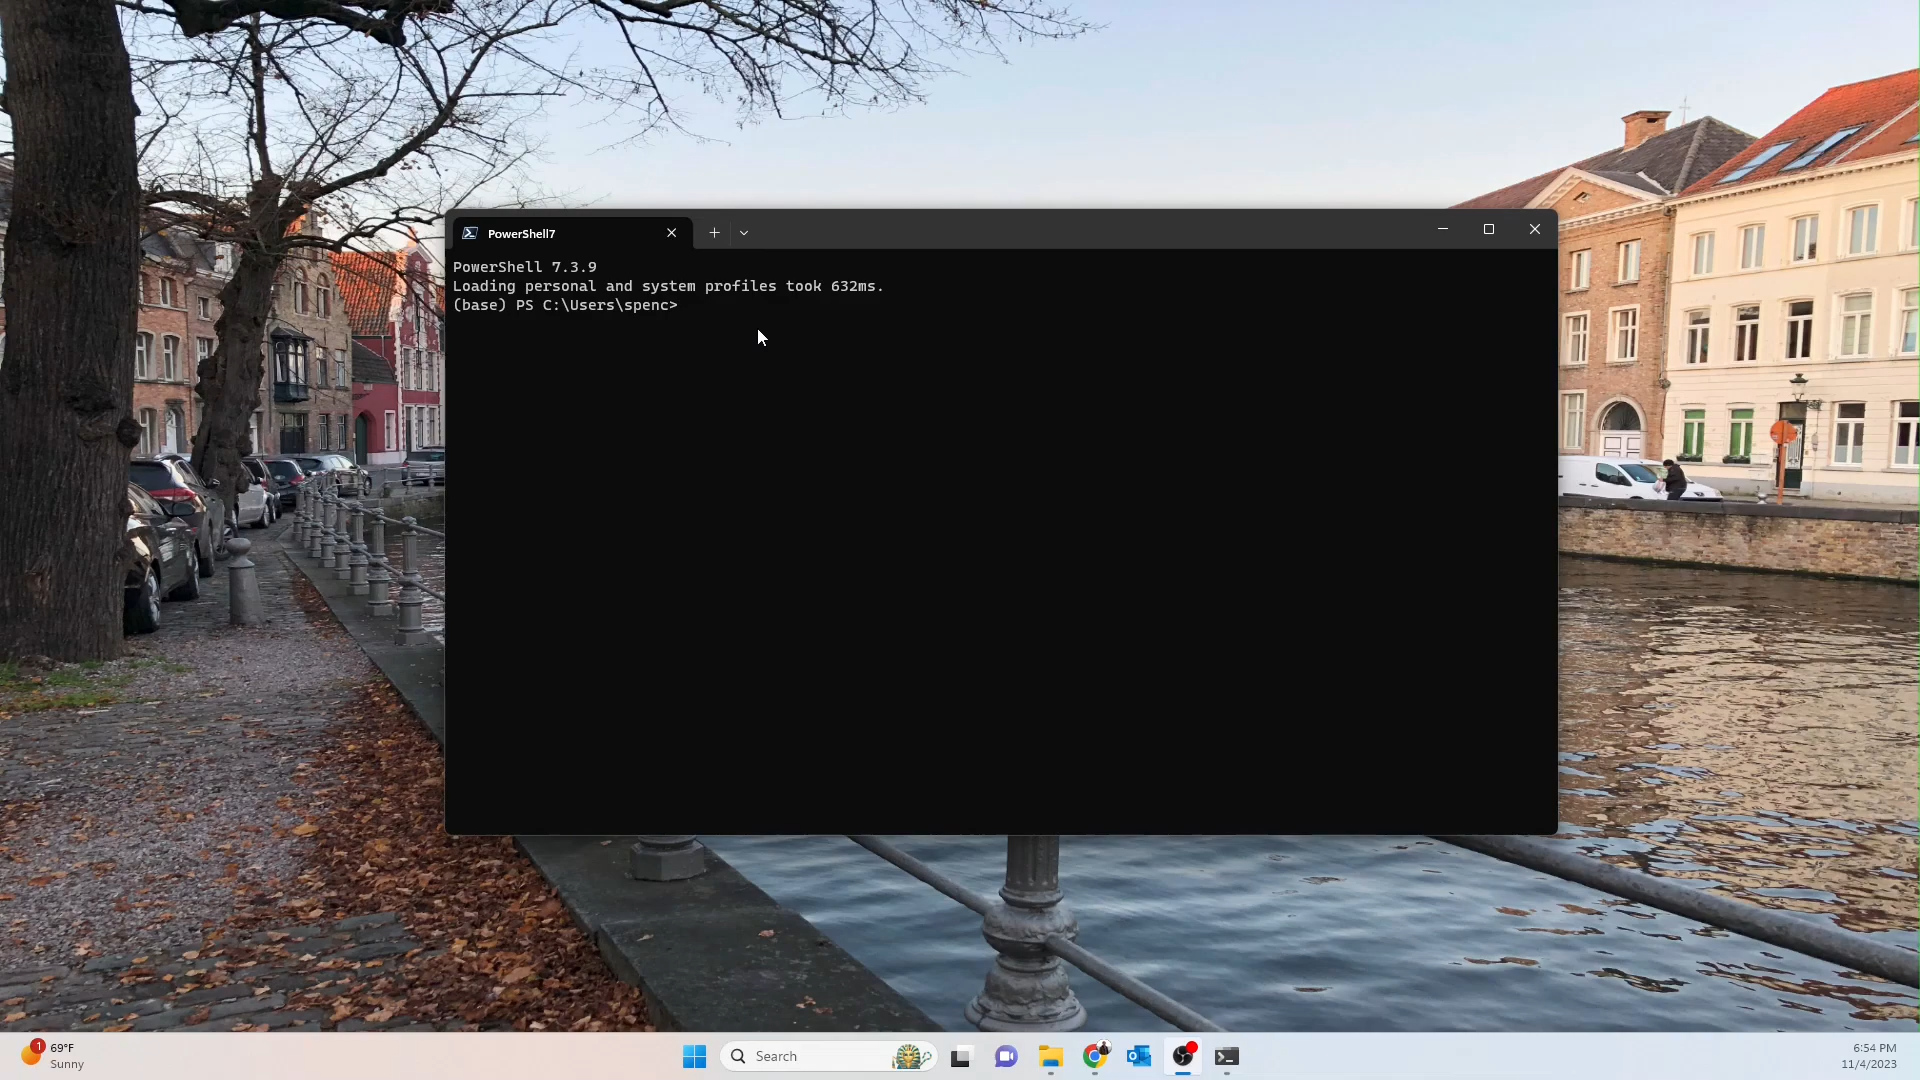 PowerShell7
PowerShell 7.3.9
Loading personal and system profiles took 632ms.
(base) PS C:\Users\spenc>
1
69°F
Sunny
Search
6:54 PM
11/4/2023